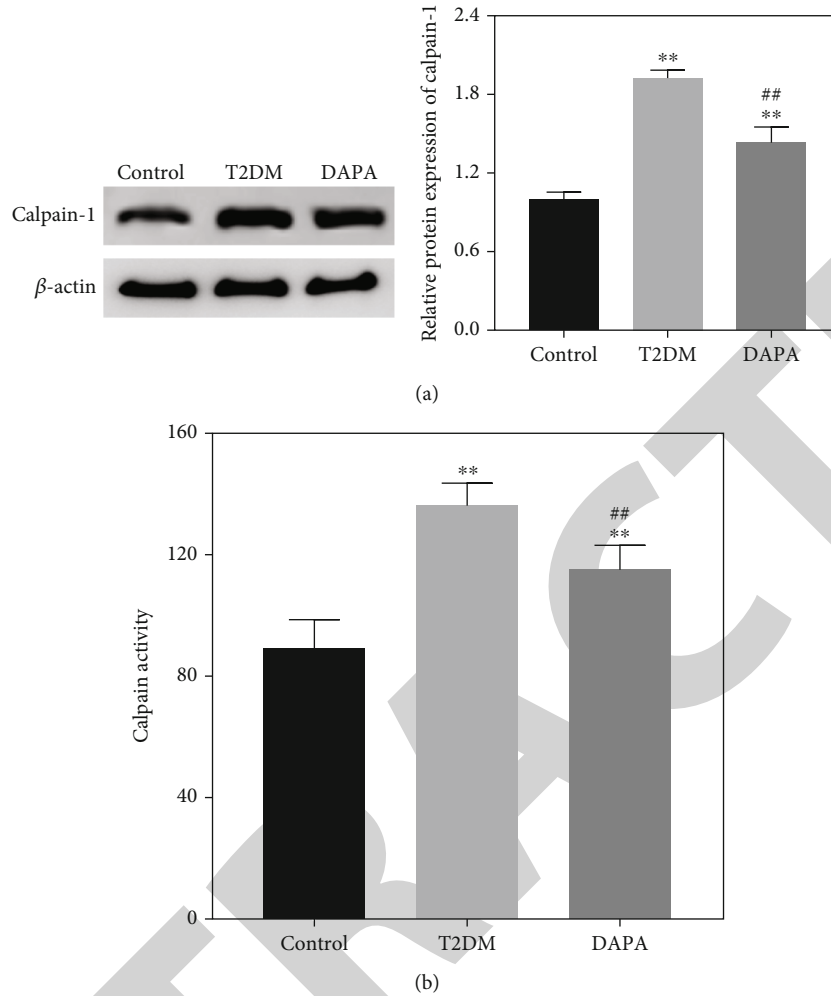 Control T2DM DAPA
Calpain-1
β-actin
Relative protein expression of calpain-1
2.4
1.8
1.2
0.6
0.0
**
##
**
Control T2DM DAPA
(a)
Calpain activity
160
120
80
40
0
**
##
**
Control T2DM DAPA
(b)
TRACT